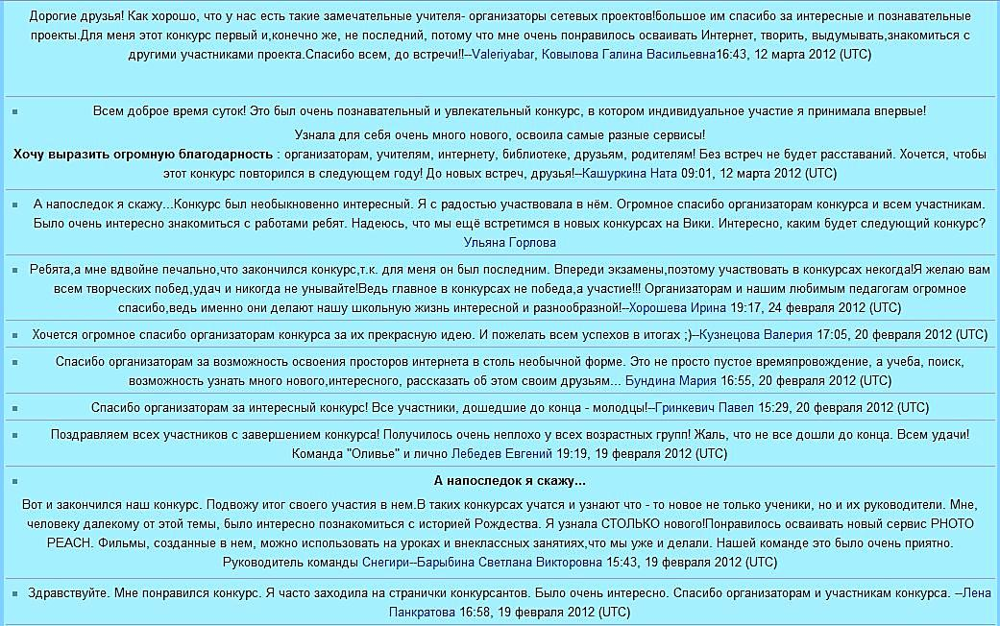 Дорогие друзья! Как хорошо, что у нас есть такие замечательные учителя- организаторы сетевых проектов!большое им спасибо за интересные и познавательные
проекты.Для меня этот конкурс первый и,конечно же, не последний, потому что мне очень понравилось осваивать Интернет, творить, выдумывать,знакомиться с
другими участниками проекта.Спасибо всем, до встречи!!--Valeriyabar, Ковылова Галина Васильевна16:43, 12 марта 2012 (UTC)
Всем доброе время суток! Это был очень познавательный и увлекательный конкурс, в котором индивидуальное участие я принимала впервые!
Узнала для себя очень много нового, освоила самые разные сервисы!
Хочу выразить огромную благодарность : организаторам, учителям, интернету, библиотеке, друзьям, родителям! Без встреч не будет расставаний. Хочется, чтобы
этот конкурс повторился в следующем году! До новых встреч, друзья!--Кашуркина Ната 09:01, 12 марта 2012 (UTC)
А напоследок я скажу...Конкурс был необыкновенно интересный. Я с радостью участвовала в нём. Огромное спасибо организаторам конкурса и всем участникам.
Было очень интересно знакомиться с работами ребят. Надеюсь, что мы ещё встретимся в новых конкурсах на Вики. Интересно, каким будет следующий конкурс?
Ульяна Горлова
Ребята,а мне вдвойне печально,что закончился конкурс,т.к. для меня он был последним. Впереди экзамены,поэтому участвовать в конкурсах некогда!Я желаю вам
всем творческих побед,удач и никогда не унывайте!Ведь главное в конкурсах не победа,а участие!!! Организаторам и нашим любимым педагогам огромное
спасибо,ведь именно они делают нашу школьную жизнь интересной и разнообразной!--Хорошева Ирина 19:17, 24 февраля 2012 (UTC)
Хочется огромное спасибо организаторам конкурса за их прекрасную идею. И пожелать всем успехов в итогах ;)--Кузнецова Валерия 17:05, 20 февраля 2012 (UTC)
Спасибо организаторам за возможность освоения просторов интернета в столь необычной форме. Это не просто пустое времяпровождение, а учеба, поиск,
возможность узнать много нового,интересного, рассказать об этом своим друзьям... Бундина Мария 16:55, 20 февраля 2012 (UTC)
Спасибо организаторам за интересный конкурс! Все участники, дошедшие до конца - молодцы!--Гринкевич Павел 15:29, 20 февраля 2012 (UTC)
Поздравляем всех участников с завершением конкурса! Получилось очень неплохо у всех возрастных групп! Жаль, что не все дошли до конца. Всем удачи!
Команда "Оливье" и лично Лебедев Евгений 19:19, 19 февраля 2012 (UTC)
А напоследок я скажу...
Вот и закончился наш конкурс. Подвожу итог своего участия в нем.В таких конкурсах учатся и узнают что - то новое не только ученики, но и их руководители. Мне,
человеку далекому от этой темы, было интересно познакомиться с историей Рождества. Я узнала СТОЛЬКО нового!Понравилось осваивать новый сервис PHOTO
PEACH. Фильмы, созданные в нем, можно использовать на уроках и внеклассных занятиях,что мы уже и делали. Нашей команде это было очень приятно.
Руководитель команды Снегири--Барыбина Светлана Викторовна 15:43, 19 февраля 2012 (UTC)
Здравствуйте. Мне понравился конкурс. Я часто заходила на странички конкурсантов. Было очень интересно. Спасибо организаторам и участникам конкурса. --Лена
Панкратова 16:58, 19 февраля 2012 (UTC)